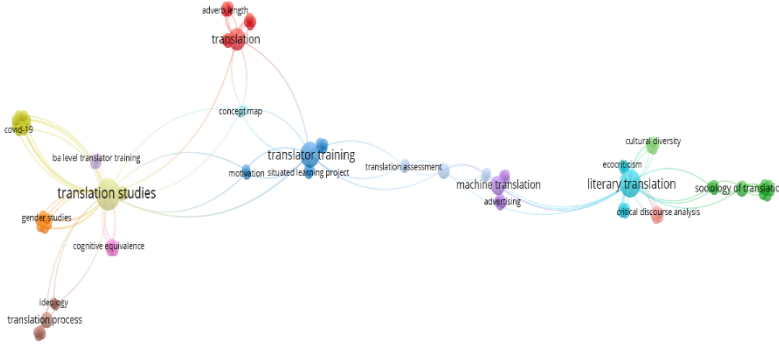 adverb length
translation
concept map
covid-19
ba level translator training
translator training
cultural diversity
ecocriticism
translation assessment
motivation
situated learning project
machine translation
literary translation
sociology of translation
translation studies
advertising
critical discourse analysis
gender studies
cognitive equivalence
ideology
translation process